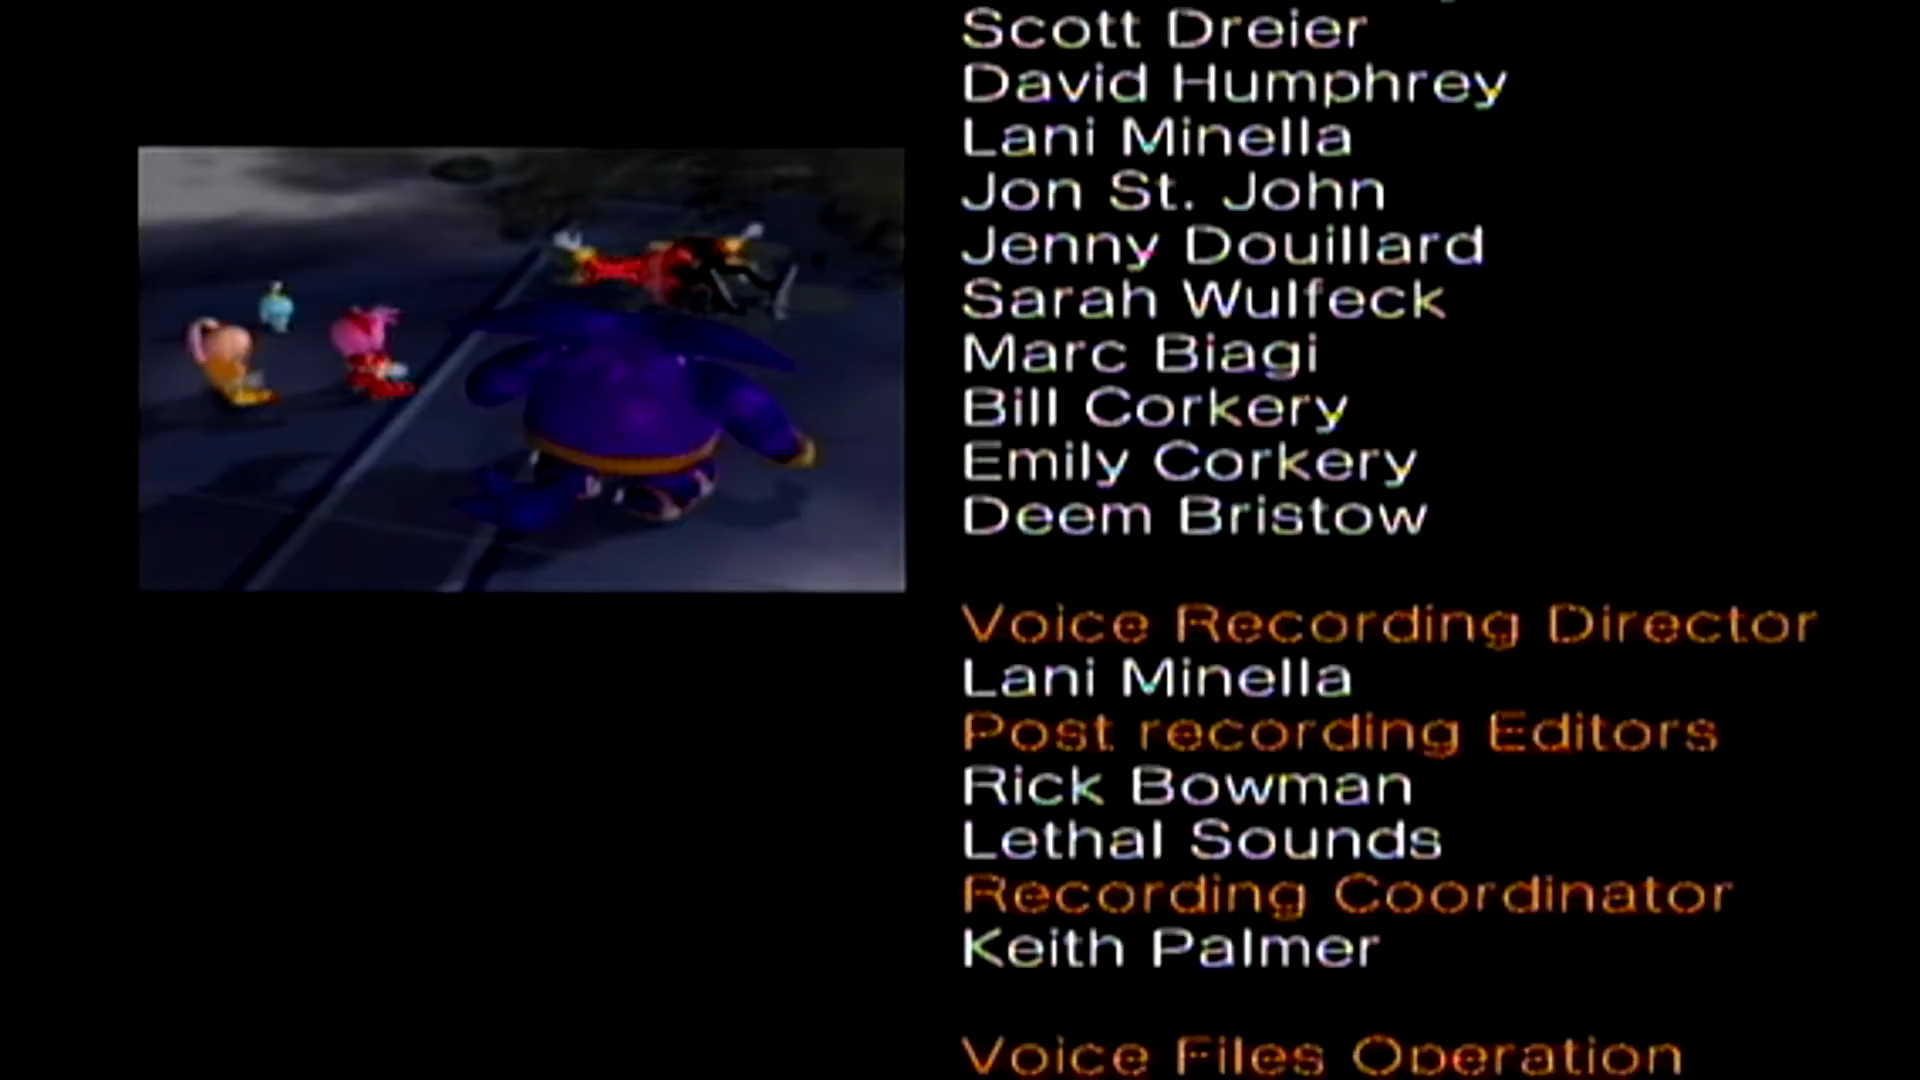 Scott Dreier
David Humphrey
Lani Minella
Jon St. John
Jenny Douillard
Sarah Wulfeck
Marc Biagi
Bill Corkery
Emily Corkery
Deem Bristow
Voice Recording Director
Lani Minella
Post recording Editors
Rick Bowman
Lethal Sounds
Recording Coordinator
Keith Palmer
Voice Files Operation